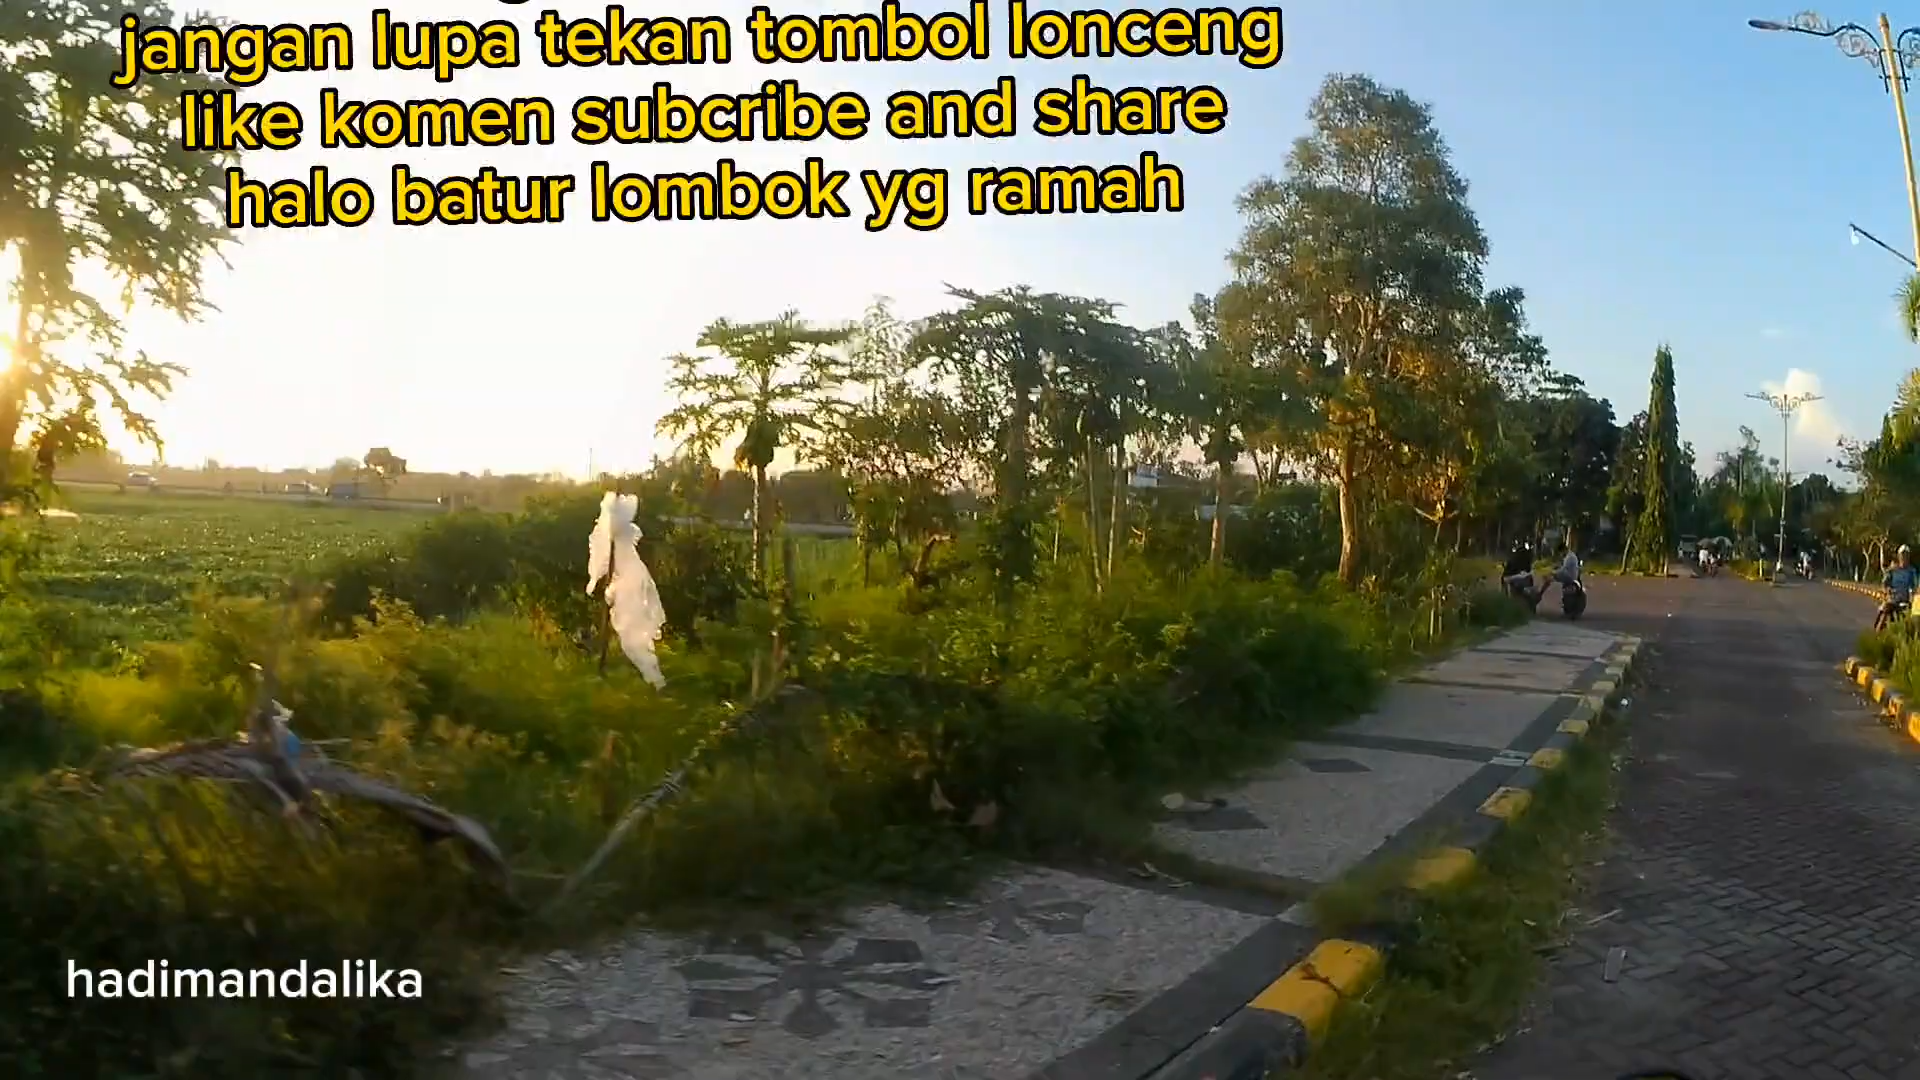 jangan lupa tekan tombol lonceng
like komen subcribe and share
halo batur lombok yg ramah
hadimandalika